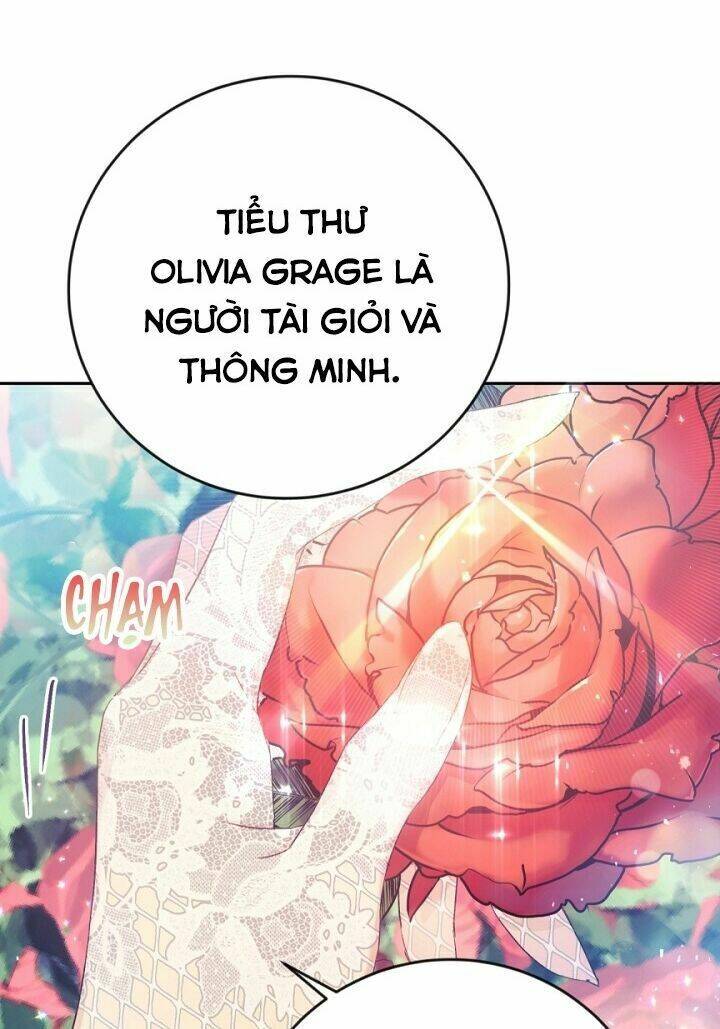 TIỂU THƯ
OLIVIA GRAGE LÀ
NGƯỜI TÀI GIỎI VÀ
THÔNG MINH.
CHẠM